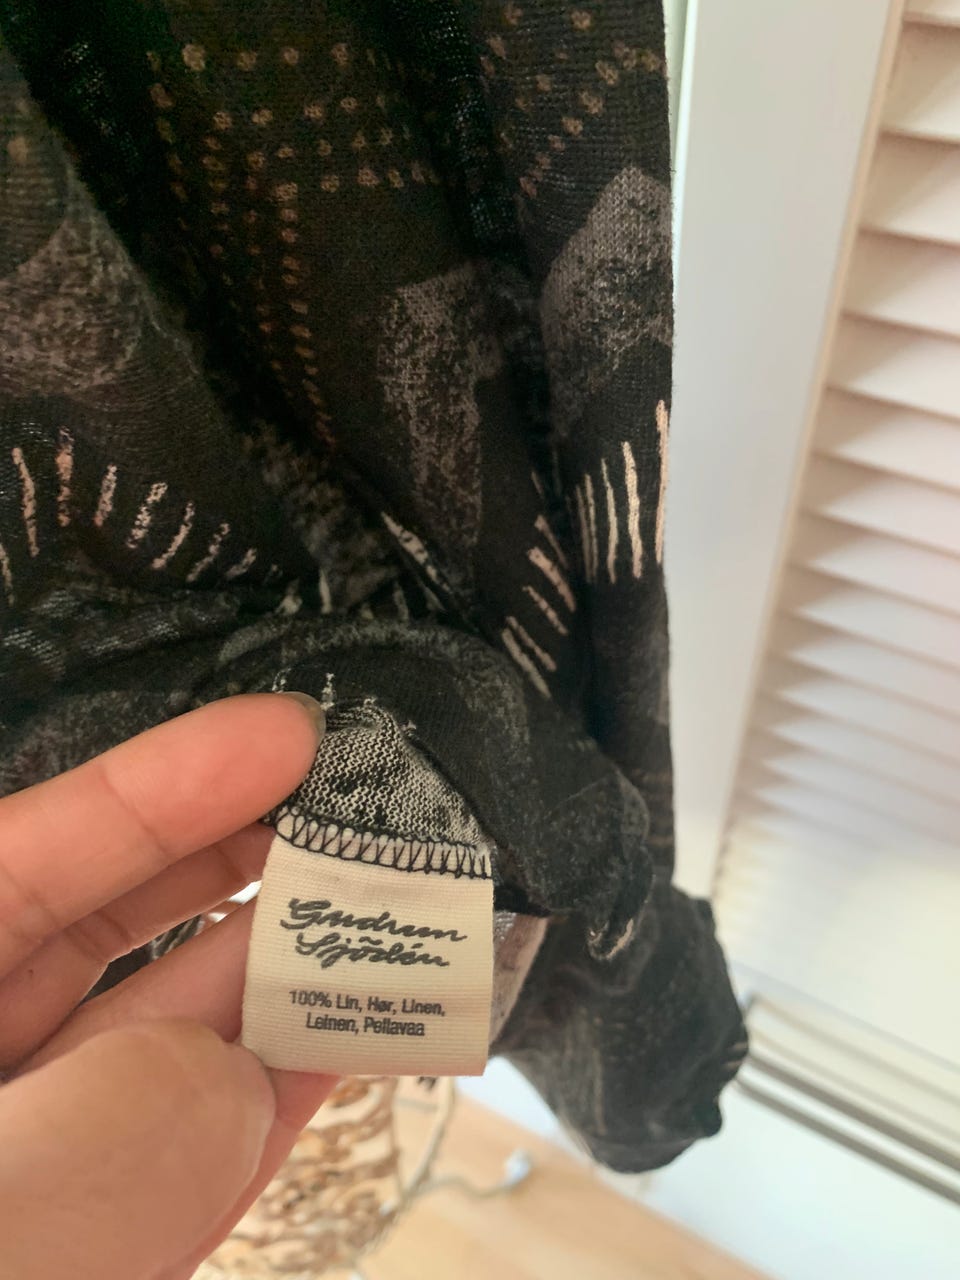 Gudrun
Sjödén
100% Lin, Hør, Linen,
Leinen, Pellavaa